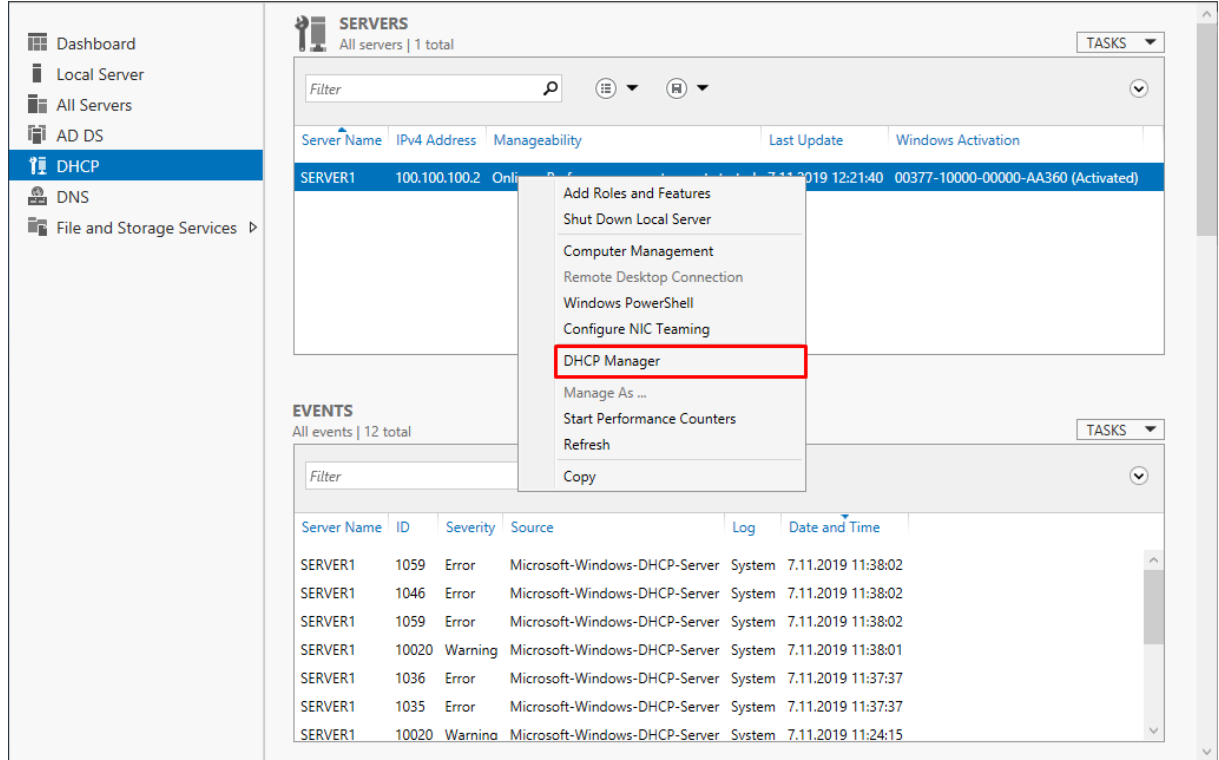 Dashboard
Local Server
All Servers
AD DS
DHCP
DNS
File and Storage Services
SERVERS
All servers | 1 total
TASKS
Filter
Server Name IPv4 Address Manageability Last Update Windows Activation
SERVER1 100.100.100.2 7.11.2019 12:21:40 00377-10000-00000-AA360 (Activated)
Add Roles and Features
Shut Down Local Server
Computer Management
Remote Desktop Connection
Windows PowerShell
Configure NIC Teaming
DHCP Manager
Manage As ...
Start Performance Counters
Refresh
Copy
EVENTS
All events | 12 total
TASKS
Filter
Server Name ID Severity Source Log Date and Time
SERVER1 1059 Error Microsoft-Windows-DHCP-Server System 7.11.2019 11:38:02
SERVER1 1046 Error Microsoft-Windows-DHCP-Server System 7.11.2019 11:38:02
SERVER1 1059 Error Microsoft-Windows-DHCP-Server System 7.11.2019 11:38:02
SERVER1 10020 Warning Microsoft-Windows-DHCP-Server System 7.11.2019 11:38:01
SERVER1 1036 Error Microsoft-Windows-DHCP-Server System 7.11.2019 11:37:37
SERVER1 1035 Error Microsoft-Windows-DHCP-Server System 7.11.2019 11:37:37
SERVER1 10020 Warning Microsoft-Windows-DHCP-Server System 7.11.2019 11:24:15